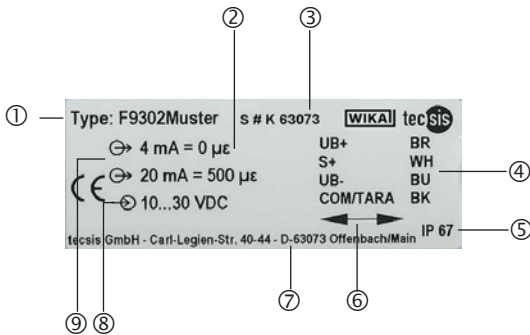 ② ③
① Type: F9302Muster S # K 63073 WIKA tecsis
4 mA = 0 µε UB+ BR
20 mA = 500 µε S+ WH
CE UB- BU ④
10...30 VDC COM/TARA BK
tecsis GmbH - Carl-Legien-Str. 40-44 - D-63073 Offenbach/Main IP 67 ⑤
⑨ ⑧ ⑦ ⑥